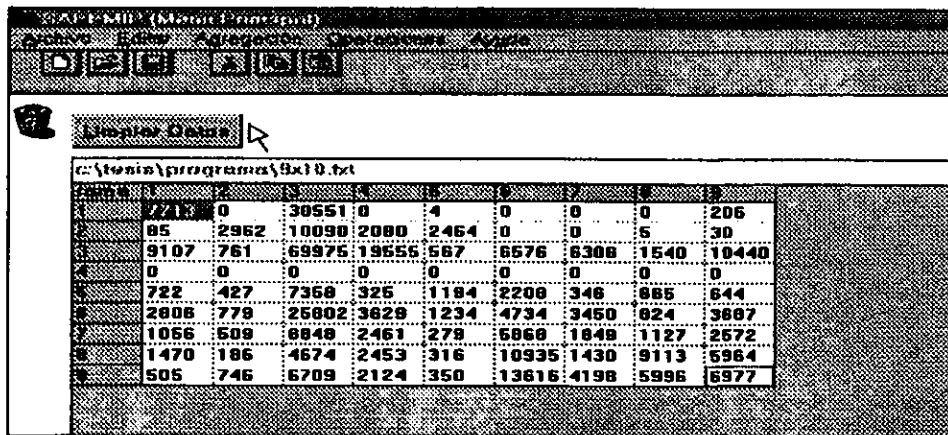 (Menú Principal)
Archivo Editar Agregación Operaciones Ayuda
Limpiar Datos
c:\tesis\programa\9x10.txt
1 2 3 4 5 6 7 8 9
1 0 30551 0 4 0 0 0 206
2 85 2962 10098 2080 2464 0 0 5 30
3 9107 761 69975 19555 567 6576 6308 1540 10440
4 0 0 0 0 0 0 0 0 0
5 722 427 7358 325 1194 2208 346 665 644
6 2806 779 25802 3629 1234 4734 3450 824 3687
7 1056 509 8848 2461 279 5868 1849 1127 2572
8 1470 186 4674 2453 316 10935 1430 9113 5964
9 505 746 6709 2124 350 13616 4198 5996 6977